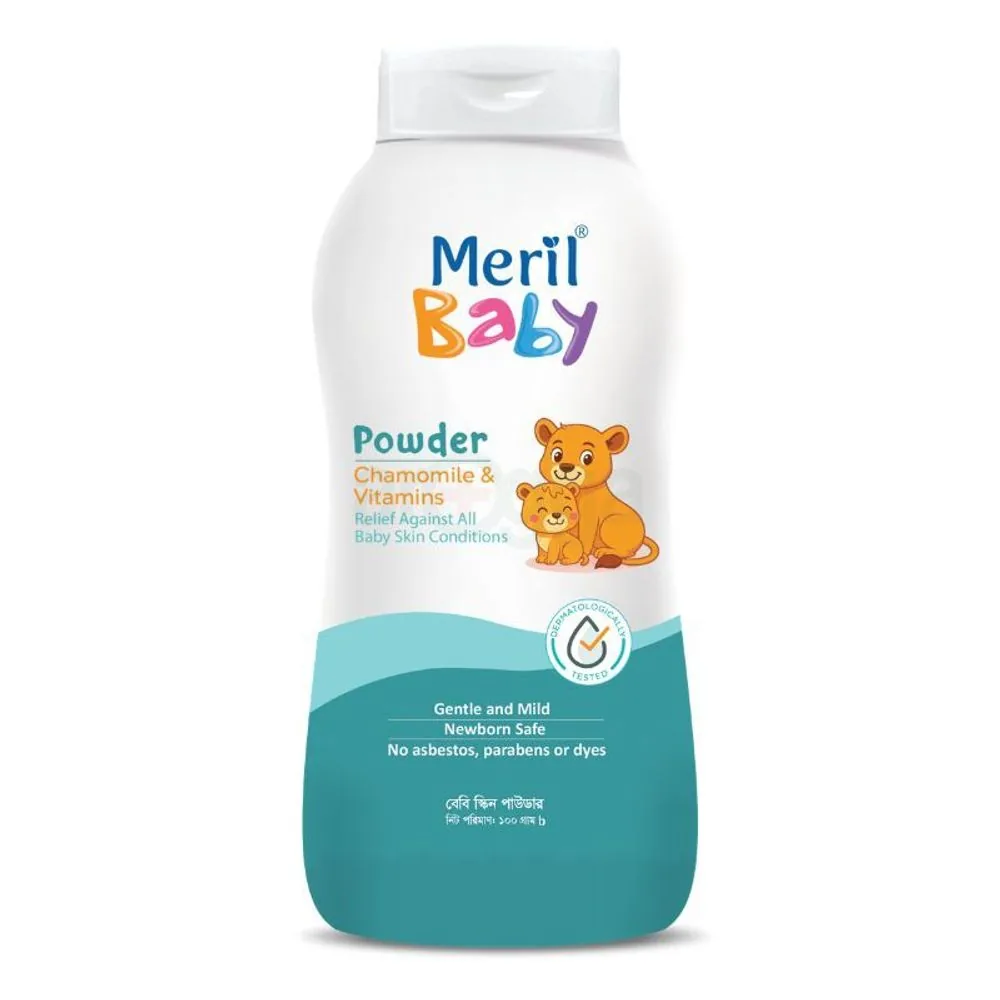 Meril®
Baby
Powder
Chamomile &
Vitamins
Relief Against All
Baby Skin Conditions
DERMATOLOGICALLY
TESTED
Gentle and Mild
Newborn Safe
No asbestos, parabens or dyes
বেবি স্কিন পাউডার
নিট পরিমাণ: ১০০ গ্রাম b